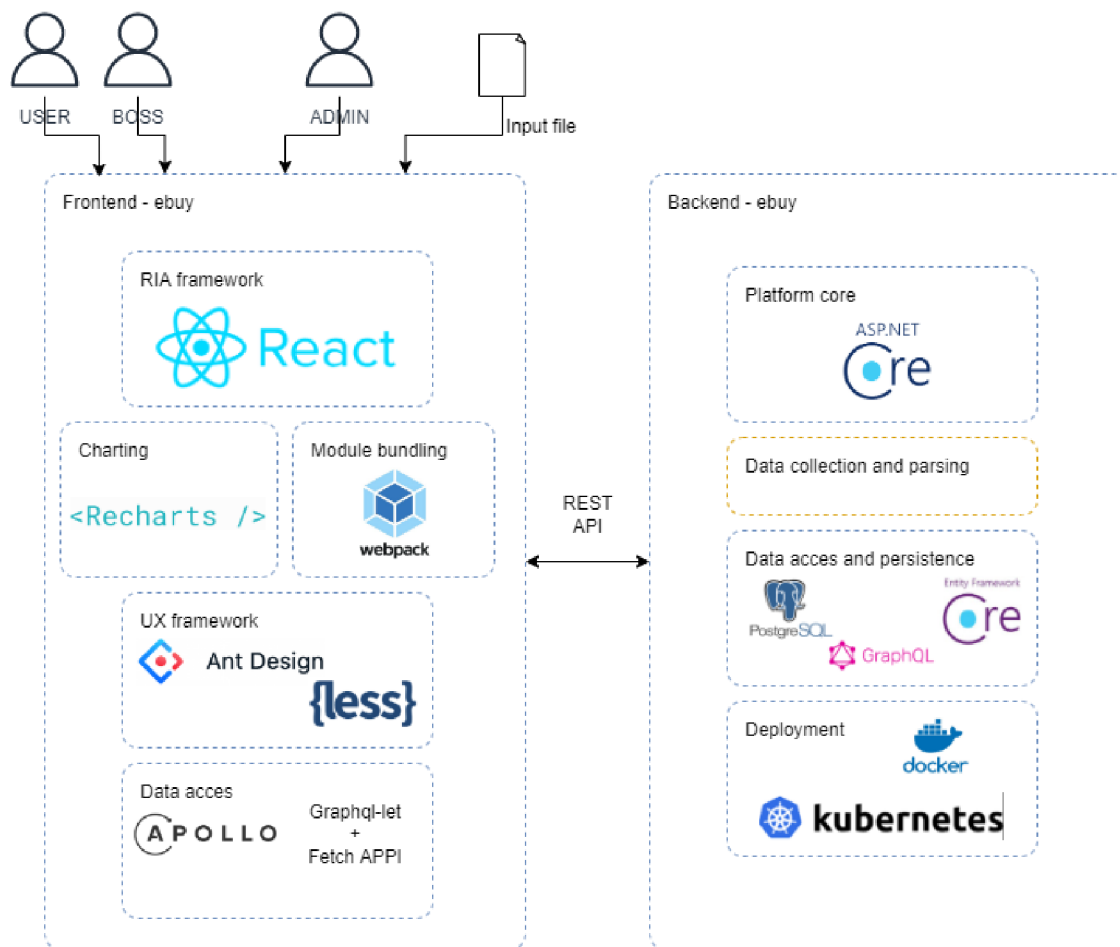 USER
BOSS
ADMIN
Input file
Frontend - ebuy
RIA framework
React
Charting
<Recharts />
Module bundling
webpack
UX framework
Ant Design
{less}
Data acces
APOLLO
Graphql-let
+
Fetch APPI
REST
API
Backend - ebuy
Platform core
ASP.NET
Core
Data collection and parsing
Data acces and persistence
PostgreSQL
Entity Framework
Core
GraphQL
Deployment
docker
kubernetes